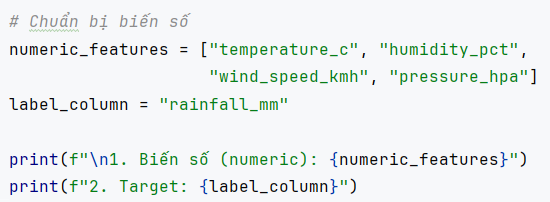 # Chuẩn bị biến số
numeric_features = ["temperature_c", "humidity_pct",
"wind_speed_kmh", "pressure_hpa"]
label_column = "rainfall_mm"
print(f"\n1. Biến số (numeric): {numeric_features}")
print(f"2. Target: {label_column}")